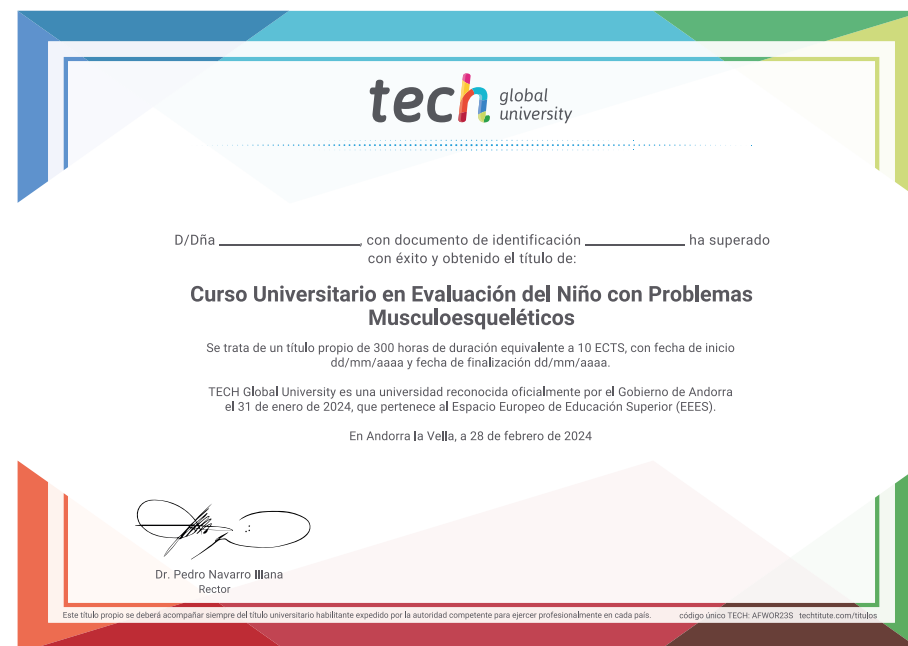 tech global university
D/Dña ____________________, con documento de identificación ______________ ha superado
con éxito y obtenido el título de:
Curso Universitario en Evaluación del Niño con Problemas
Musculoesqueléticos
Se trata de un título propio de 300 horas de duración equivalente a 10 ECTS, con fecha de inicio
dd/mm/aaaa y fecha de finalización dd/mm/aaaa.
TECH Global University es una universidad reconocida oficialmente por el Gobierno de Andorra
el 31 de enero de 2024, que pertenece al Espacio Europeo de Educación Superior (EEES).
En Andorra la Vella, a 28 de febrero de 2024
Dr. Pedro Navarro Illana
Rector
Este título propio se deberá acompañar siempre del título universitario habilitante expedido por la autoridad competente para ejercer profesionalmente en cada país. código único TECH: AFWOR23S techtitute.com/titulos